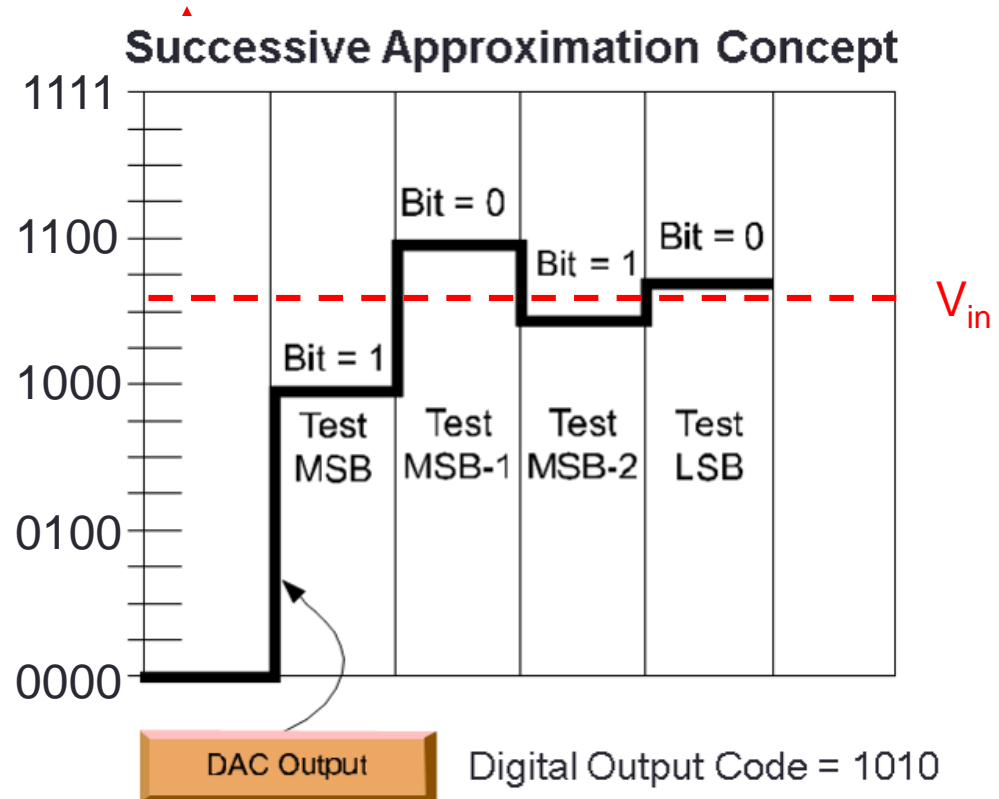 Successive Approximation Concept
1111
1100
1000
0100
0000
Bit = 1
Bit = 0
Bit = 1
Bit = 0
Test
MSB
Test
MSB-1
Test
MSB-2
Test
LSB
Vin
DAC Output
Digital Output Code = 1010